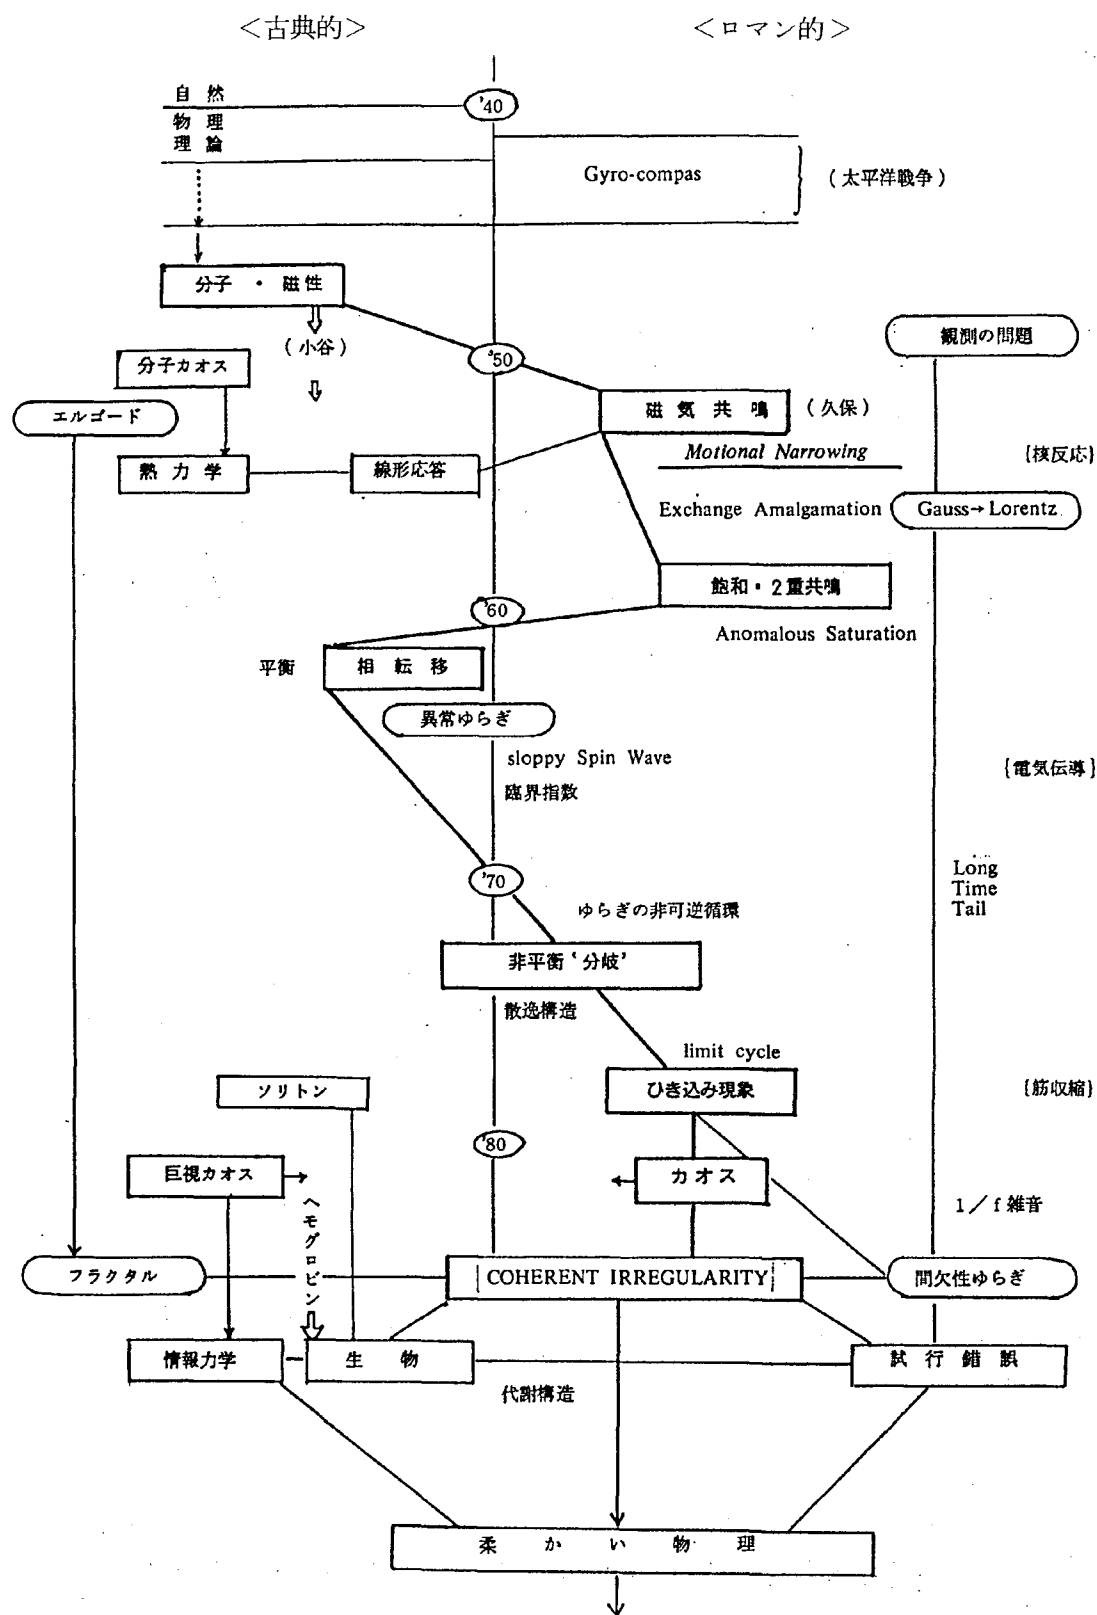 ＜古典的＞
＜ロマン的＞
自然
'40
物理
理論
Gyro-compas
(太平洋戦争)
分子・磁性
(小谷)
観測の問題
'50
分子カオス
エルゴード
磁気共鳴
(久保)
Motional Narrowing
{核反応}
熱力学
線形応答
Exchange Amalgamation
Gauss→Lorentz
飽和・2重共鳴
'60
Anomalous Saturation
平衡
相転移
異常ゆらぎ
sloppy Spin Wave
{電気伝導}
臨界指数
'70
Long
Time
Tail
ゆらぎの非可逆循環
非平衡‘分岐’
散逸構造
limit cycle
ソリトン
ひき込み現象
{筋収縮}
'80
巨視カオス
カオス
ヘモグロビン
1／f 雑音
フラクタル
COHERENT IRREGULARITY
間欠性ゆらぎ
情報力学
生物
試行錯誤
代謝構造
柔かい物理